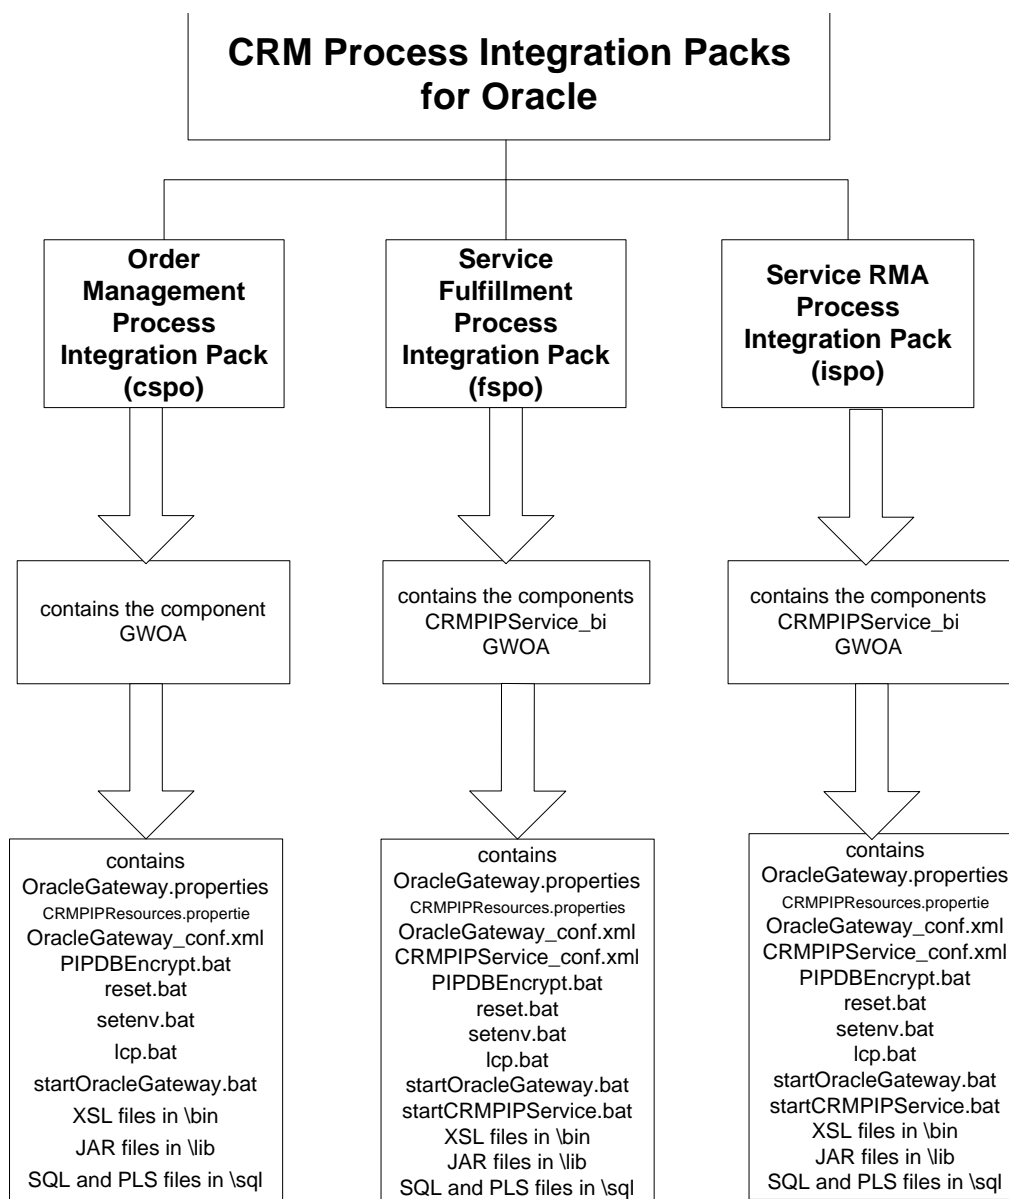 CRM Process Integration Packs
for Oracle
Order
Management
Process
Integration Pack
(cspo)
Service
Fulfillment
Process
Integration Pack
(fspo)
Service RMA
Process
Integration Pack
(ispo)
contains the component
GWOA
contains the components
CRMPIPService_bi
GWOA
contains the components
CRMPIPService_bi
GWOA
contains
OracleGateway.properties
CRMPIPResources.propertie
OracleGateway_conf.xml
PIPDBEncrypt.bat
reset.bat
setenv.bat
lcp.bat
startOracleGateway.bat
XSL files in \bin
JAR files in \lib
SQL and PLS files in \sql
contains
OracleGateway.properties
CRMPIPResources.properties
OracleGateway_conf.xml
CRMPIPService_conf.xml
PIPDBEncrypt.bat
reset.bat
setenv.bat
lcp.bat
startOracleGateway.bat
startCRMPIPService.bat
XSL files in \bin
JAR files in \lib
SQL and PLS files in \sql
contains
OracleGateway.properties
CRMPIPResources.propertie
OracleGateway_conf.xml
CRMPIPService_conf.xml
PIPDBEncrypt.bat
reset.bat
setenv.bat
lcp.bat
startOracleGateway.bat
startCRMPIPService.bat
XSL files in \bin
JAR files in \lib
SQL and PLS files in \sql